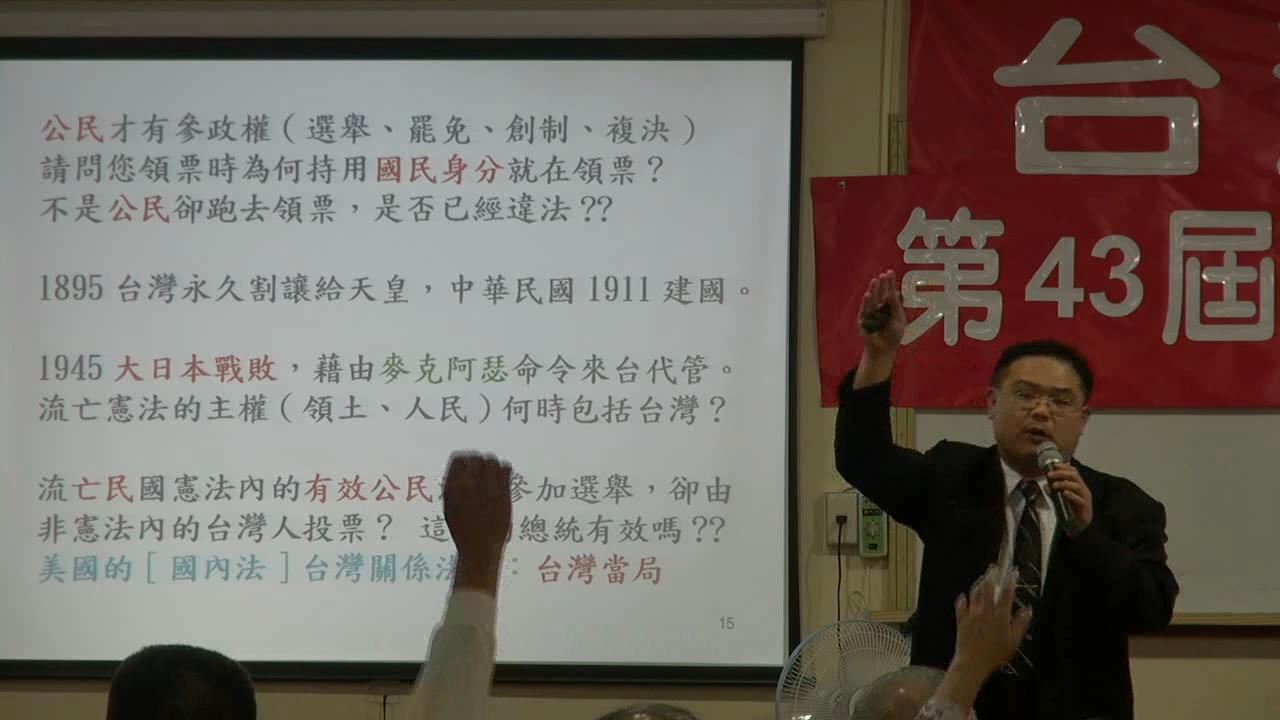 公民才有參政權（選舉、罷免、創制、複決）
請問您領票時為何持用國民身分就在領票？
不是公民卻跑去領票，是否已經違法??
1895 台灣永久割讓給天皇，中華民國 1911 建國。
1945 大日本戰敗，藉由麥克阿瑟命令來台代管。
流亡憲法的主權（領土、人民）何時包括台灣？
流亡民國憲法內的有效公民 參加選舉，卻由
非憲法內的台灣人投票？ 這 總統有效嗎??
美國的［國內法］台灣關係法 ：台灣當局
15
台
第 43 屆